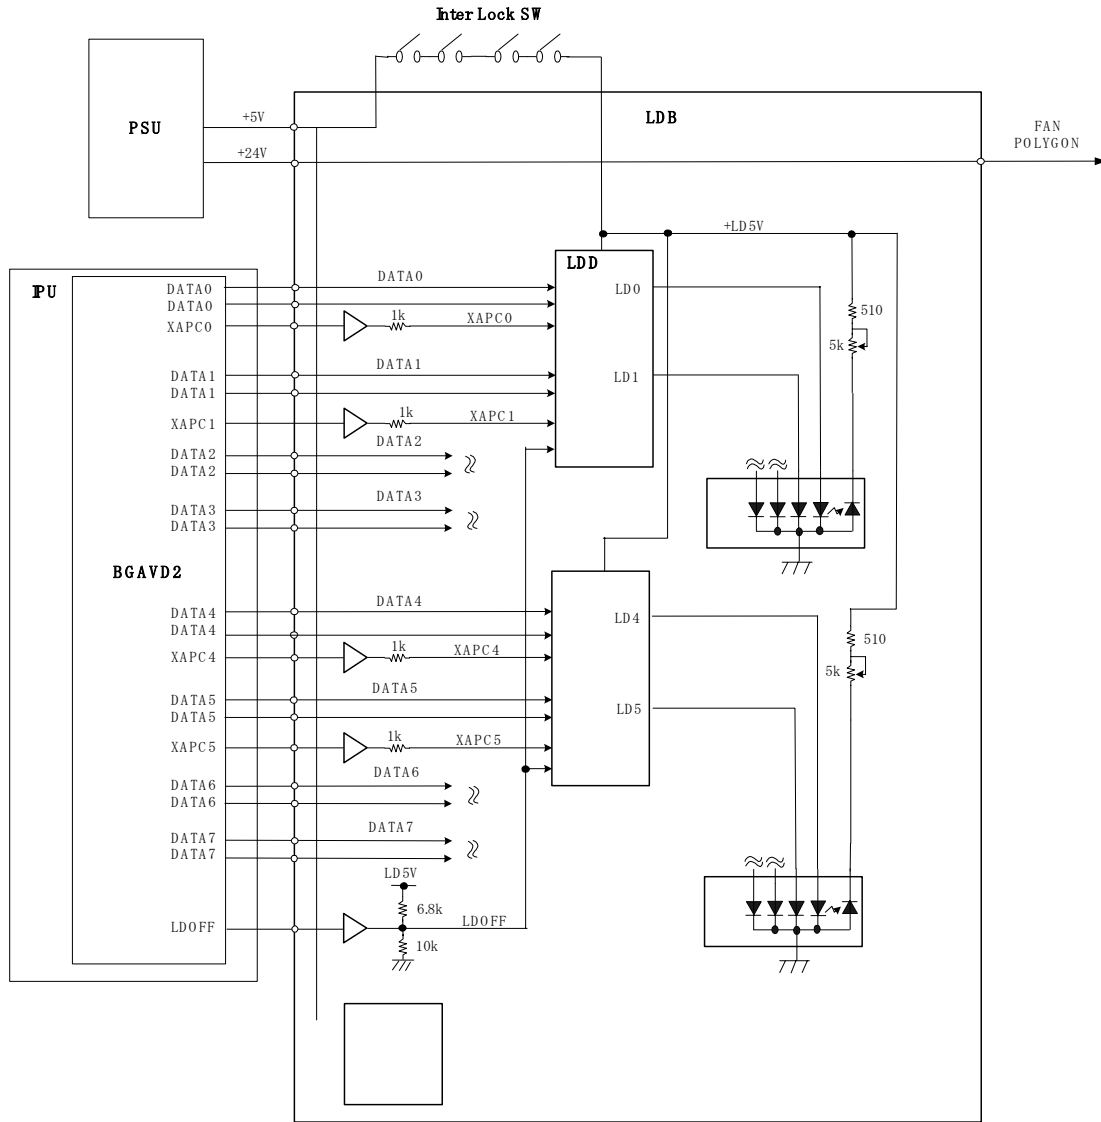 Inter Lock SW
PSU
+5V
+24V
LDB
FAN
POLYGON
+LD5V
IPU
LDD
DATA0
DATA0
DATA0
LD0
XAPC0
1k
XAPC0
510
5k
DATA1
DATA1
DATA1
LD1
XAPC1
1k
XAPC1
DATA2
DATA2
DATA2
DATA3
DATA3
DATA3
BGAVD2
DATA4
DATA4
DATA4
LD4
XAPC4
1k
XAPC4
510
5k
DATA5
DATA5
DATA5
LD5
XAPC5
1k
XAPC5
DATA6
DATA6
DATA6
DATA7
DATA7
DATA7
LD5V
6.8k
LDOFF
LDOFF
10k